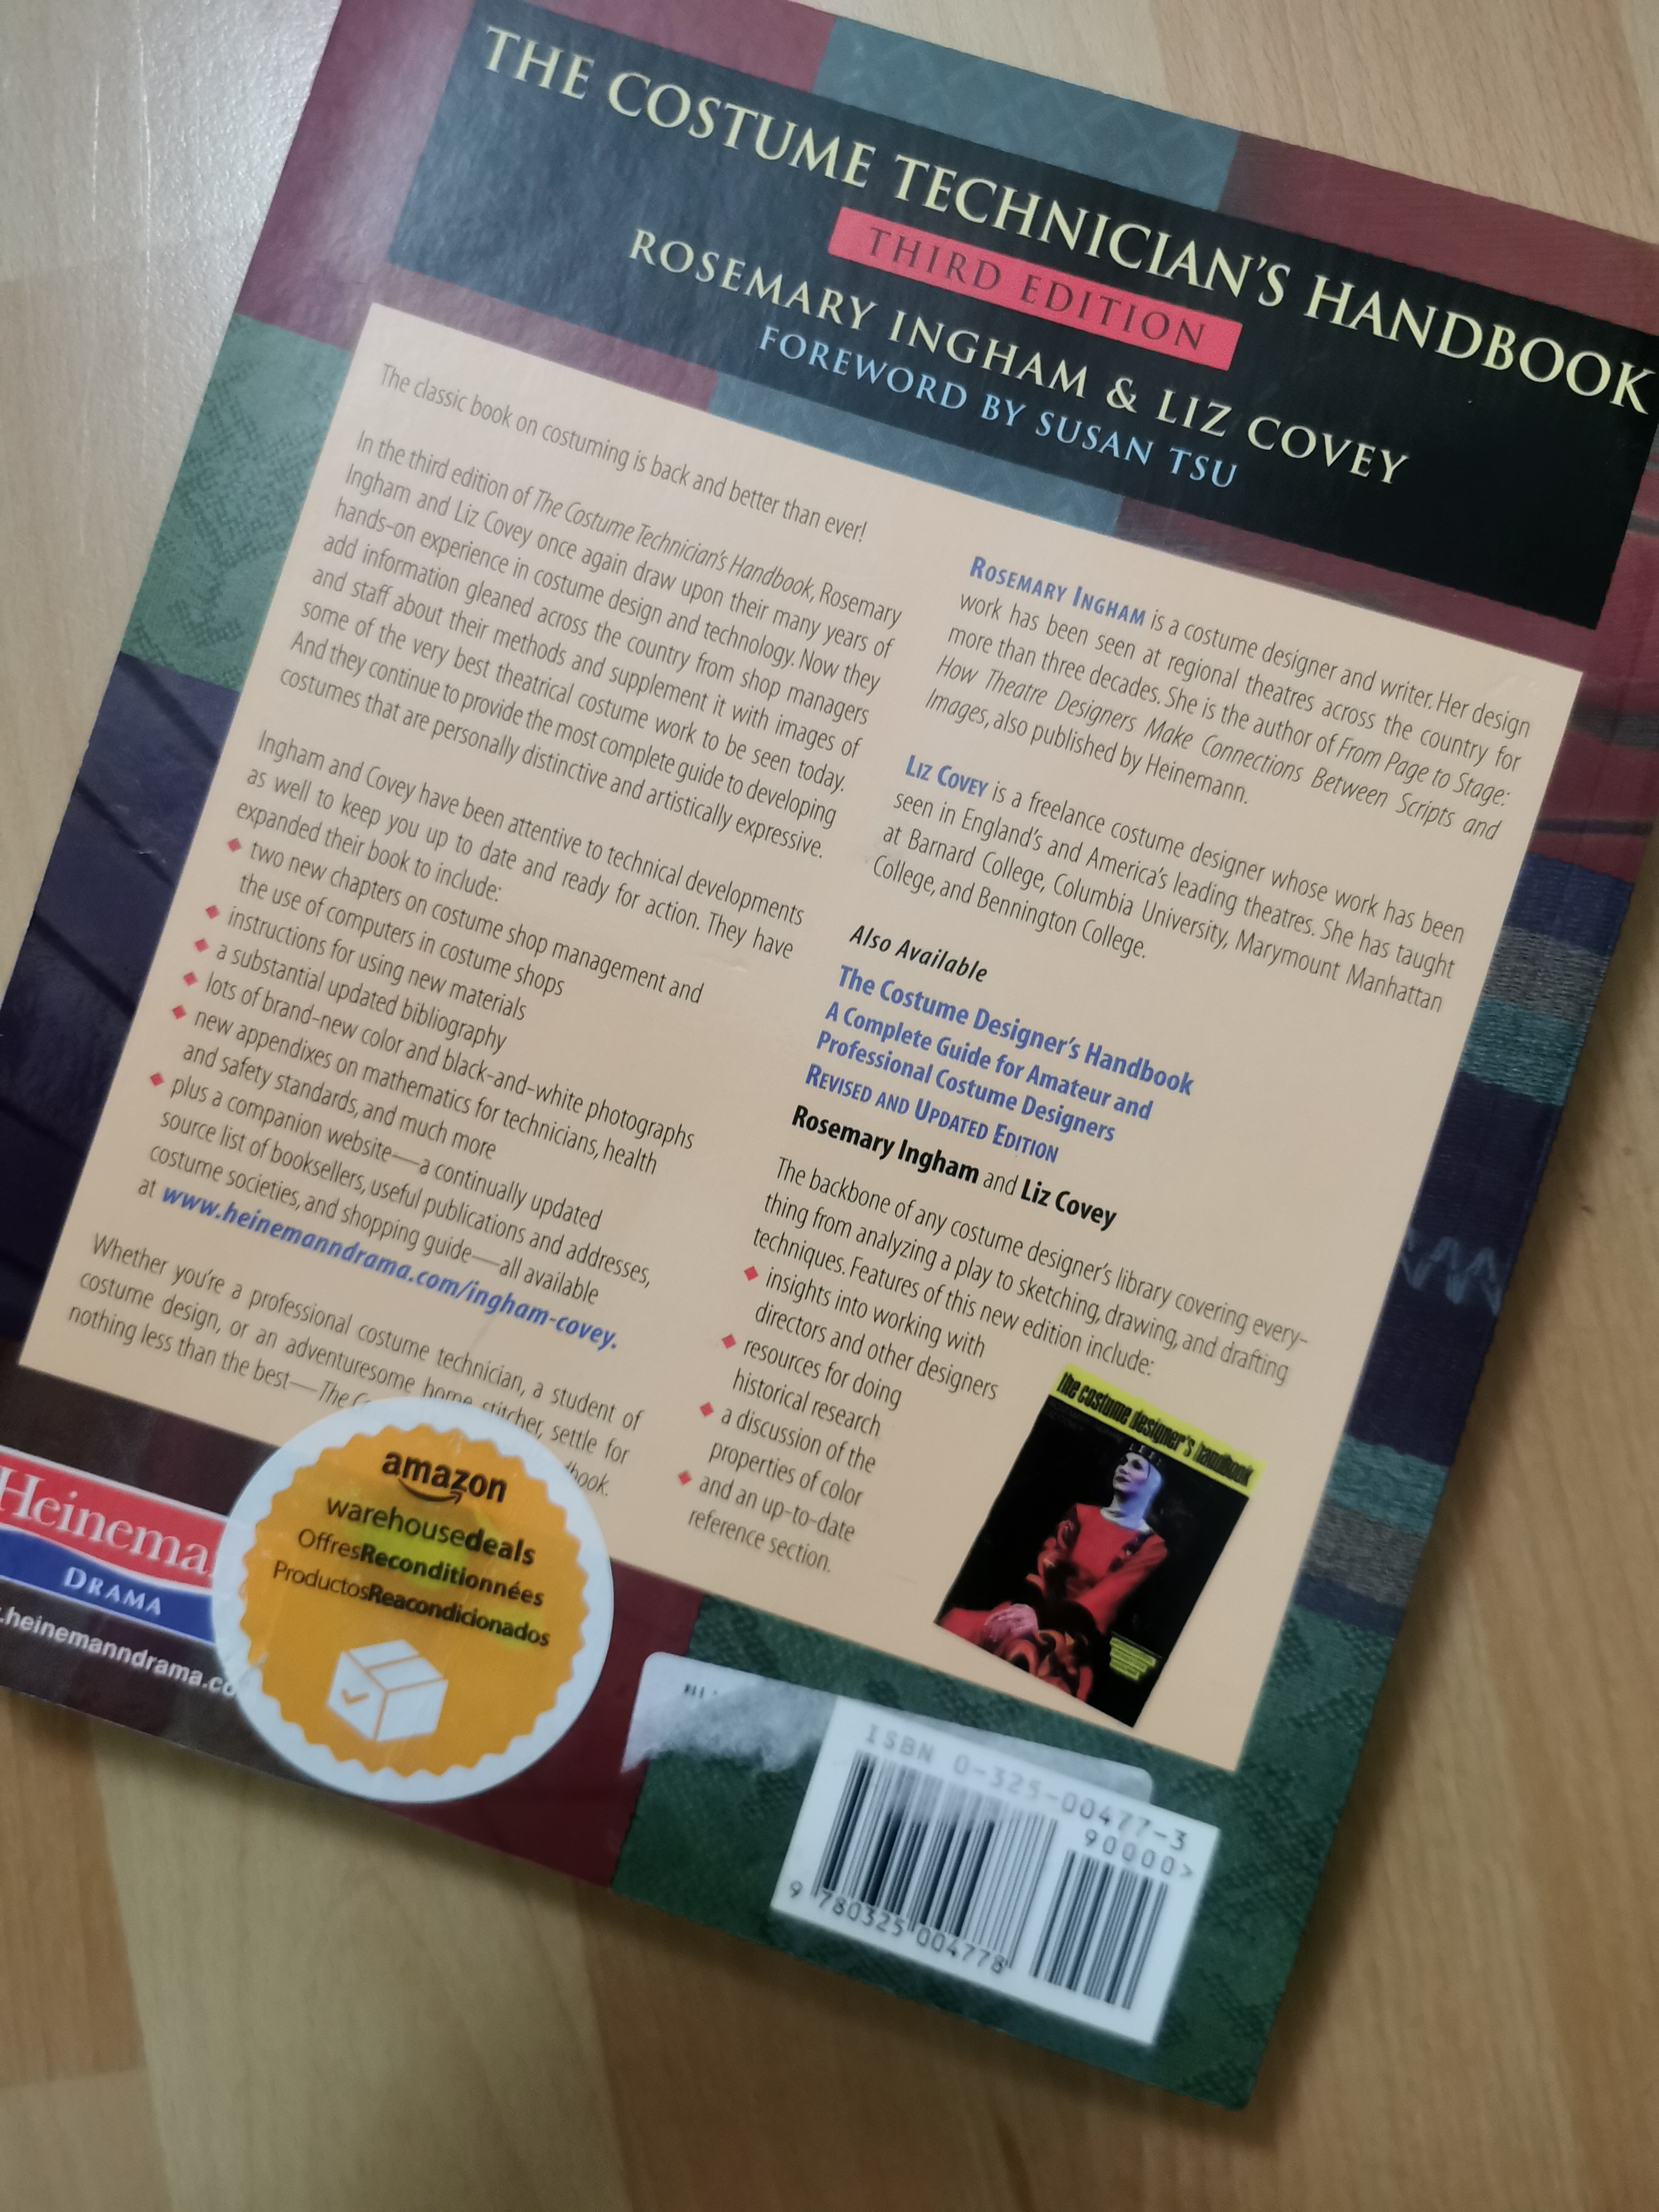 THE COSTUME TECHNICIAN'S HANDBOOK
THIRD EDITION
ROSEMARY INGHAM & LIZ COVEY
FOREWORD BY SUSAN TSU
The classic book on costuming is back and better than ever!
In the third edition of The Costume Technician's Handbook, Rosemary
Ingham and Liz Covey once again draw upon their many years of
hands-on experience in costume design and technology. Now they
add information gleaned across the country from shop managers
and staff about their methods and supplement it with images of
some of the very best theatrical costume work to be seen today.
And they continue to provide the most complete guide to developing
costumes that are personally distinctive and artistically expressive.
Ingham and Covey have been attentive to technical developments
as well to keep you up to date and ready for action. They have
expanded their book to include:
◆ two new chapters on costume shop management and
the use of computers in costume shops
◆ instructions for using new materials
◆ a substantial updated bibliography
◆ lots of brand-new color and black-and-white photographs
◆ new appendixes on mathematics for technicians, health
and safety standards, and much more
◆ plus a companion website—a continually updated
source list of booksellers, useful publications and addresses,
costume societies, and shopping guide—all available
at www.heinemanndrama.com/ingham-covey.
Whether you're a professional costume technician, a student of
costume design, or an adventuresome home stitcher, settle for
nothing less than the best—The
ROSEMARY INGHAM is a costume designer and writer. Her design
work has been seen at regional theatres across the country for
more than three decades. She is the author of From Page to Stage:
How Theatre Designers Make Connections Between Scripts and
Images, also published by Heinemann.
LIZ COVEY is a freelance costume designer whose work has been
seen in England's and America's leading theatres. She has taught
at Barnard College, Columbia University, Marymount Manhattan
College, and Bennington College.
Also Available
The Costume Designer's Handbook
A Complete Guide for Amateur and
Professional Costume Designers
REVISED AND UPDATED EDITION
Rosemary Ingham and Liz Covey
The backbone of any costume designer's library covering every-
thing from analyzing a play to sketching, drawing, and drafting
techniques. Features of this new edition include:
◆ insights into working with
directors and other designers
◆ resources for doing
historical research
◆ a discussion of the
properties of color
◆ and an up-to-date
reference section.
the costume designer's handbook
Heinema
DRAMA
.heinemanndrama.co
amazon
warehousedeals
OffresReconditionnées
ProductosReacondicionados
ISBN 0-325-00477-3
90000>
9 780325 004778